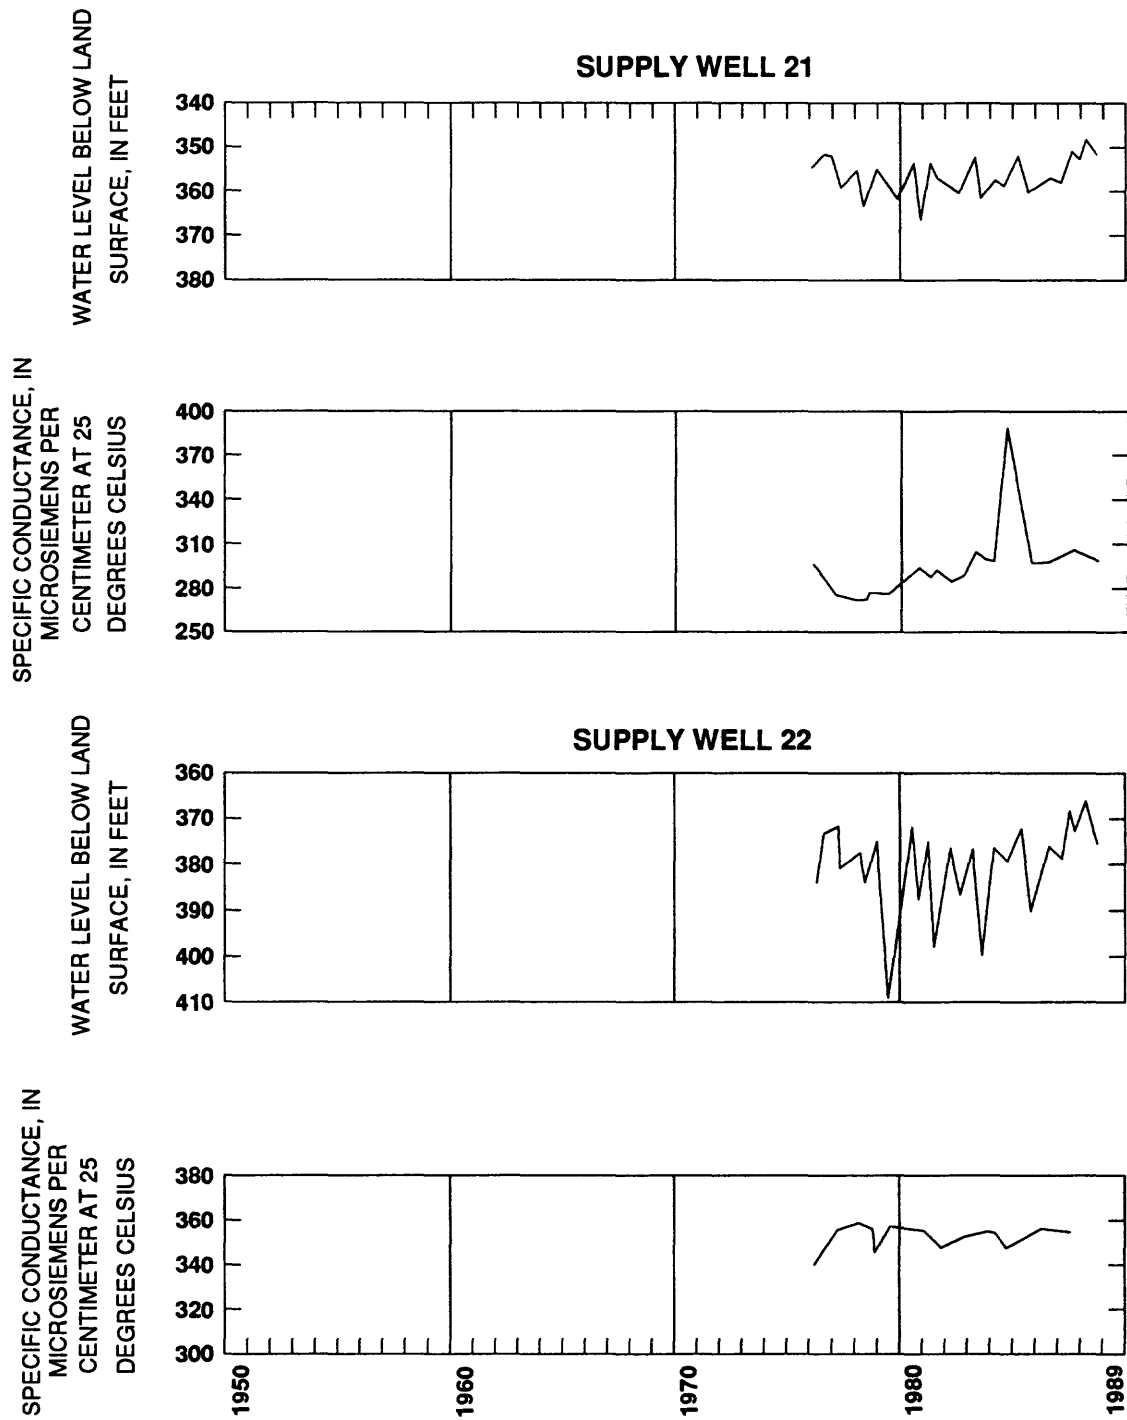 SUPPLY WELL 21
WATER LEVEL BELOW LAND
SURFACE, IN FEET
340
350
360
370
380
SPECIFIC CONDUCTANCE, IN
MICROSIEMENS PER
CENTIMETER AT 25
DEGREES CELSIUS
400
370
340
310
280
250
SUPPLY WELL 22
WATER LEVEL BELOW LAND
SURFACE, IN FEET
360
370
380
390
400
410
SPECIFIC CONDUCTANCE, IN
MICROSIEMENS PER
CENTIMETER AT 25
DEGREES CELSIUS
380
360
340
320
300
1950
1960
1970
1980
1989